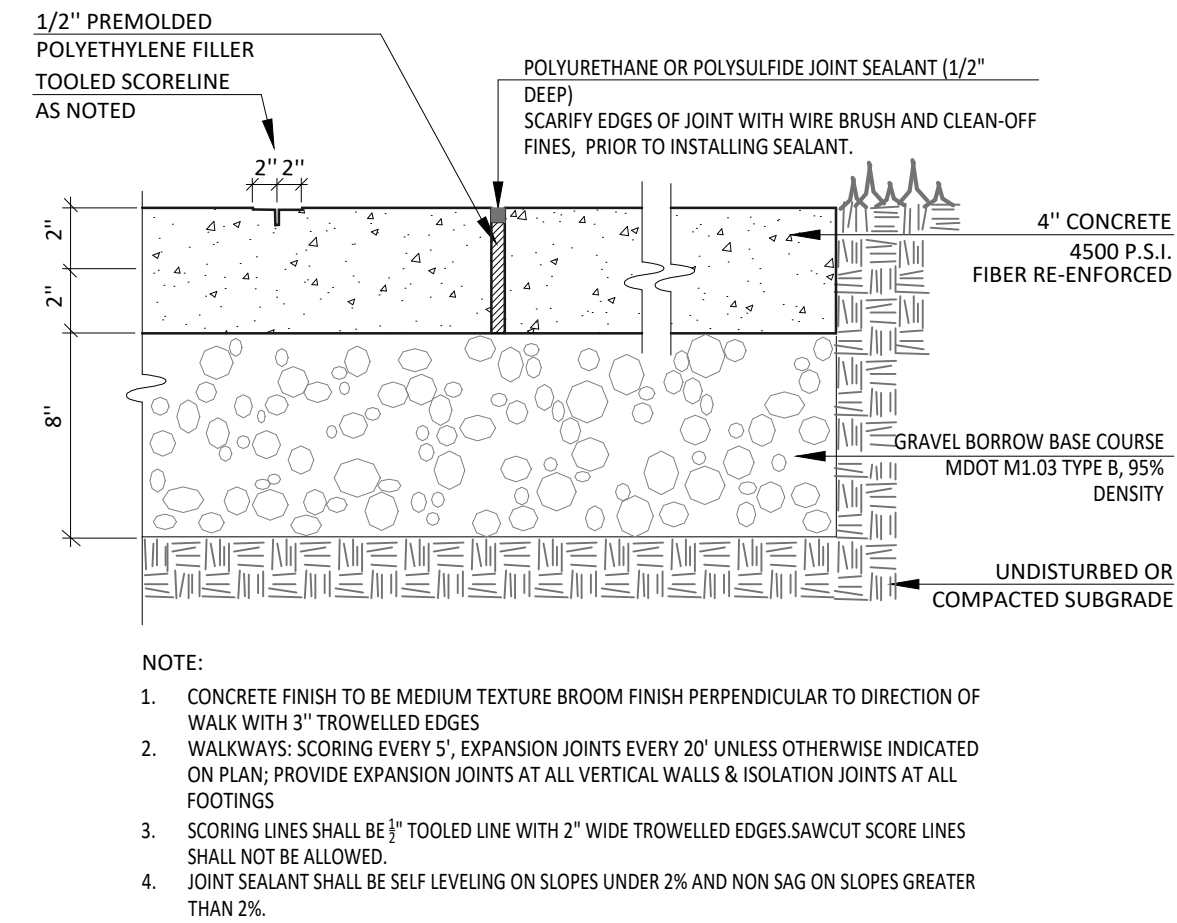 1/2'' PREMOLDED
POLYETHYLENE FILLER
TOOLED SCORELINE
AS NOTED
POLYURETHANE OR POLYSULFIDE JOINT SEALANT (1/2"
DEEP)
SCARIFY EDGES OF JOINT WITH WIRE BRUSH AND CLEAN-OFF
FINES, PRIOR TO INSTALLING SEALANT.
2'' 2''
2''
2''
8''
4'' CONCRETE
4500 P.S.I.
FIBER RE-ENFORCED
GRAVEL BORROW BASE COURSE
MDOT M1.03 TYPE B, 95%
DENSITY
UNDISTURBED OR
COMPACTED SUBGRADE
NOTE:
1. CONCRETE FINISH TO BE MEDIUM TEXTURE BROOM FINISH PERPENDICULAR TO DIRECTION OF
WALK WITH 3'' TROWELLED EDGES
2. WALKWAYS: SCORING EVERY 5', EXPANSION JOINTS EVERY 20' UNLESS OTHERWISE INDICATED
ON PLAN; PROVIDE EXPANSION JOINTS AT ALL VERTICAL WALLS & ISOLATION JOINTS AT ALL
FOOTINGS
3. SCORING LINES SHALL BE 1/2" TOOLED LINE WITH 2" WIDE TROWELLED EDGES.SAWCUT SCORE LINES
SHALL NOT BE ALLOWED.
4. JOINT SEALANT SHALL BE SELF LEVELING ON SLOPES UNDER 2% AND NON SAG ON SLOPES GREATER
THAN 2%.